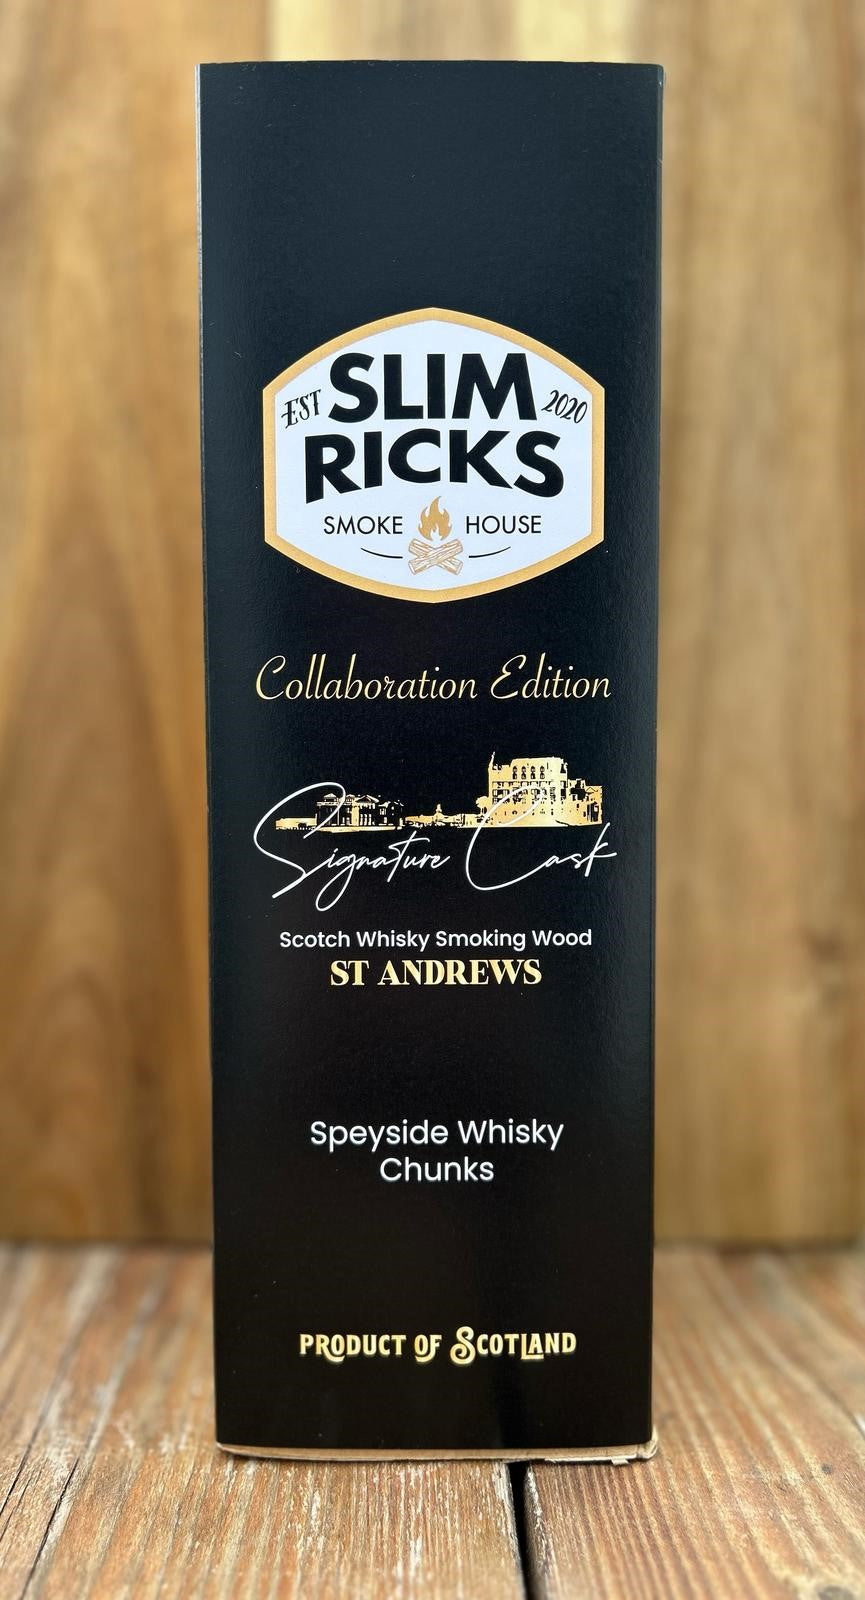 EST SLIM 2020
RICKS
SMOKE HOUSE
Collaboration Edition
Signature Cask
Scotch Whisky Smoking Wood
ST ANDREWS
Speyside Whisky
Chunks
PRODUCT OF SCOTLAND